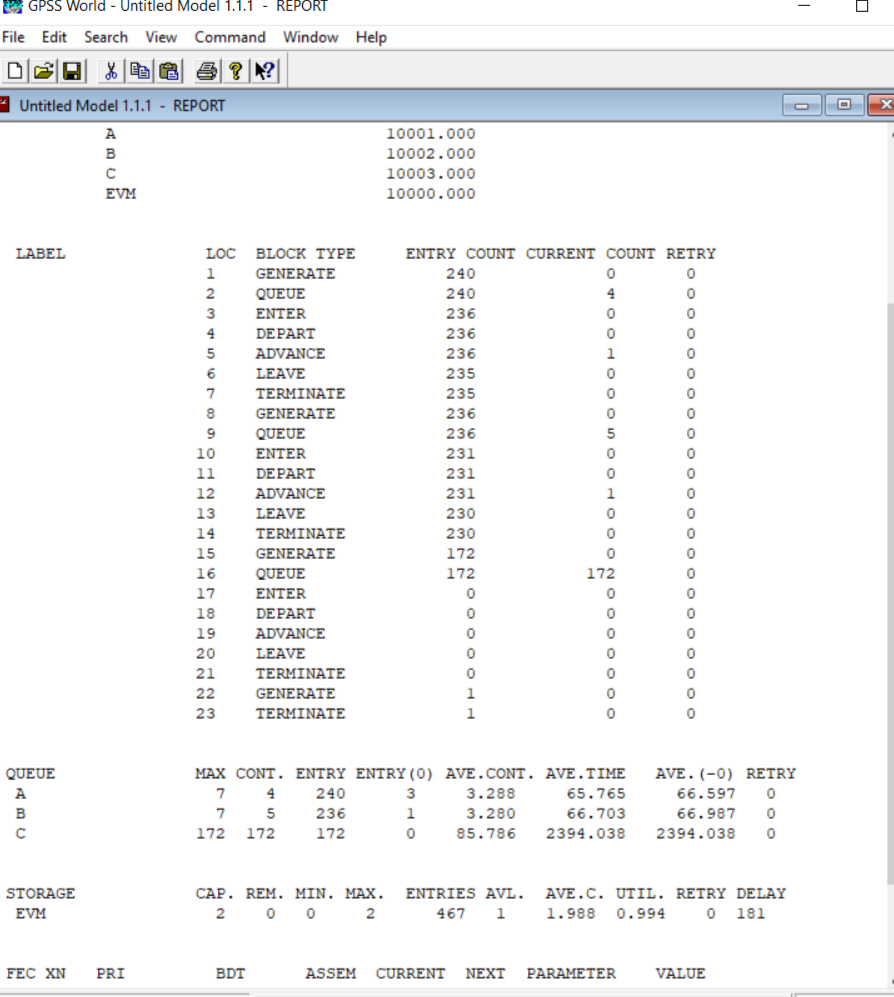 GPSS World - Untitled Model 1.1.1 - REPORT
File Edit Search View Command Window Help
Untitled Model 1.1.1 - REPORT
A 10001.000
B 10002.000
C 10003.000
EVM 10000.000
LABEL LOC BLOCK TYPE ENTRY COUNT CURRENT COUNT RETRY
1 GENERATE 240 0 0
2 QUEUE 240 4 0
3 ENTER 236 0 0
4 DEPART 236 0 0
5 ADVANCE 236 1 0
6 LEAVE 235 0 0
7 TERMINATE 235 0 0
8 GENERATE 236 0 0
9 QUEUE 236 5 0
10 ENTER 231 0 0
11 DEPART 231 0 0
12 ADVANCE 231 1 0
13 LEAVE 230 0 0
14 TERMINATE 230 0 0
15 GENERATE 172 0 0
16 QUEUE 172 172 0
17 ENTER 0 0 0
18 DEPART 0 0 0
19 ADVANCE 0 0 0
20 LEAVE 0 0 0
21 TERMINATE 0 0 0
22 GENERATE 1 0 0
23 TERMINATE 1 0 0
QUEUE MAX CONT. ENTRY ENTRY(0) AVE.CONT. AVE.TIME AVE.(-0) RETRY
A 7 4 240 3 3.288 65.765 66.597 0
B 7 5 236 1 3.280 66.703 66.987 0
C 172 172 172 0 85.786 2394.038 2394.038 0
STORAGE CAP. REM. MIN. MAX. ENTRIES AVL. AVE.C. UTIL. RETRY DELAY
EVM 2 0 0 2 467 1 1.988 0.994 0 181
FEC XN PRI BDT ASSEM CURRENT NEXT PARAMETER VALUE